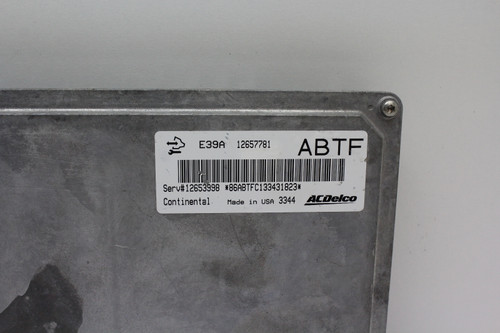 E39A 12657781 ABTF
Serv#12653998 *86ABTFC133431823*
Continental Made in USA 3344 ACDelco